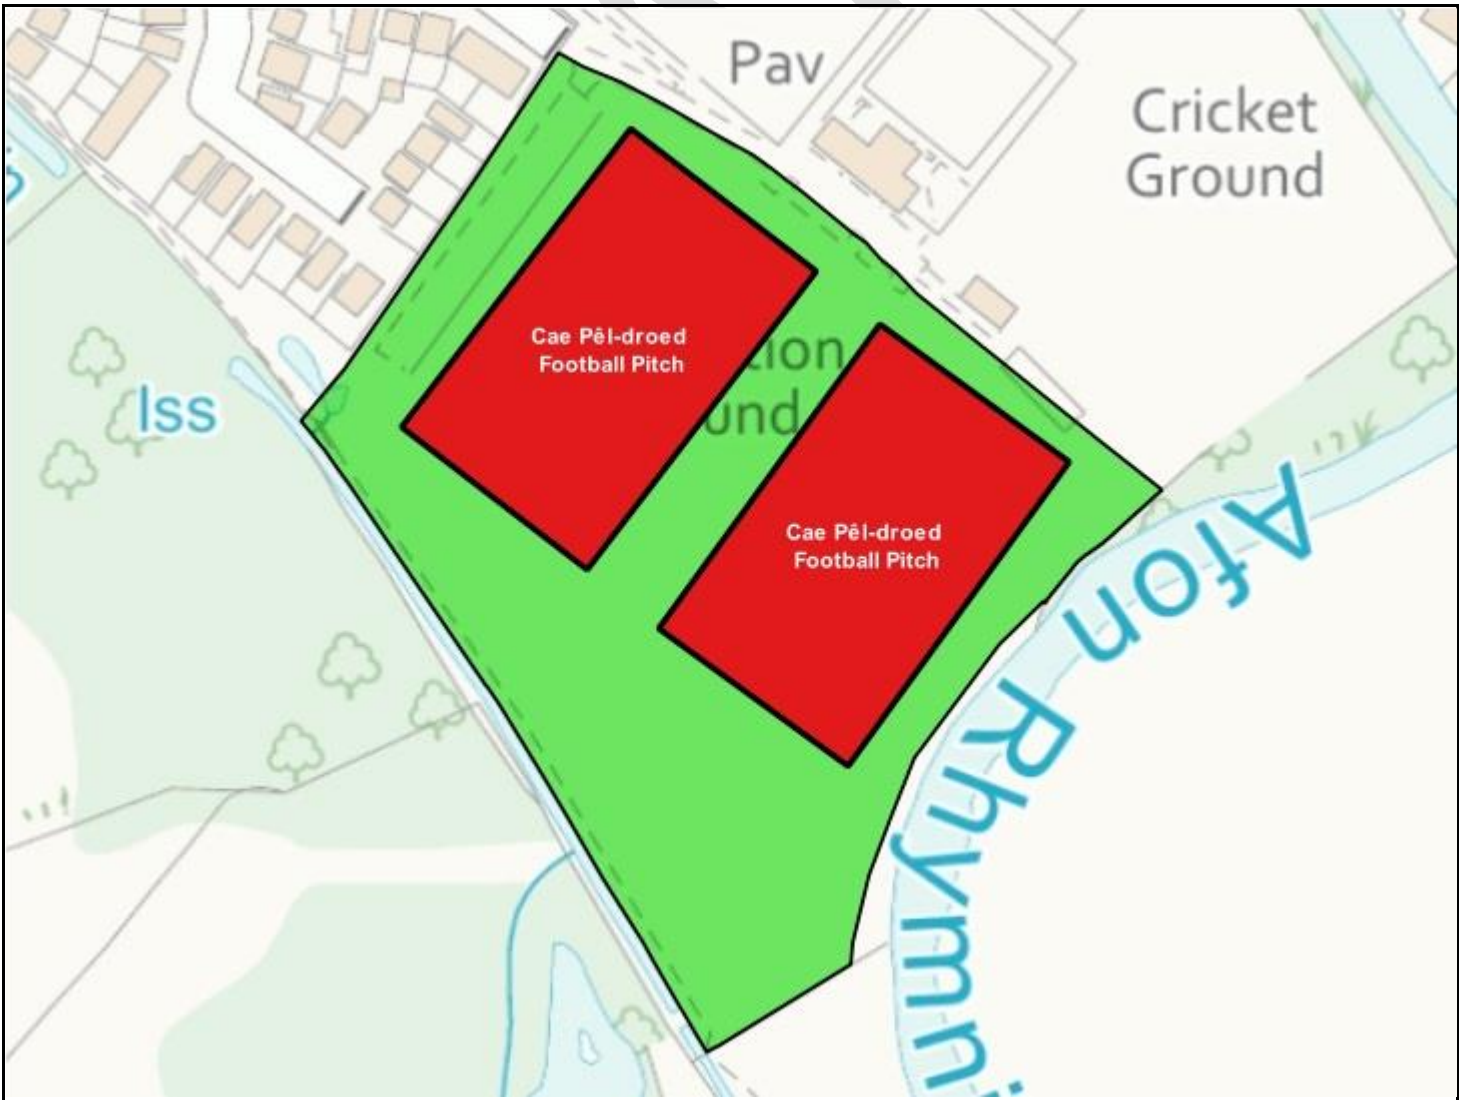 Pav
Cricket
Ground
Cae Pêl-droed
Football Pitch
Iss
Cae Pêl-droed
Football Pitch
Afon Rhymni